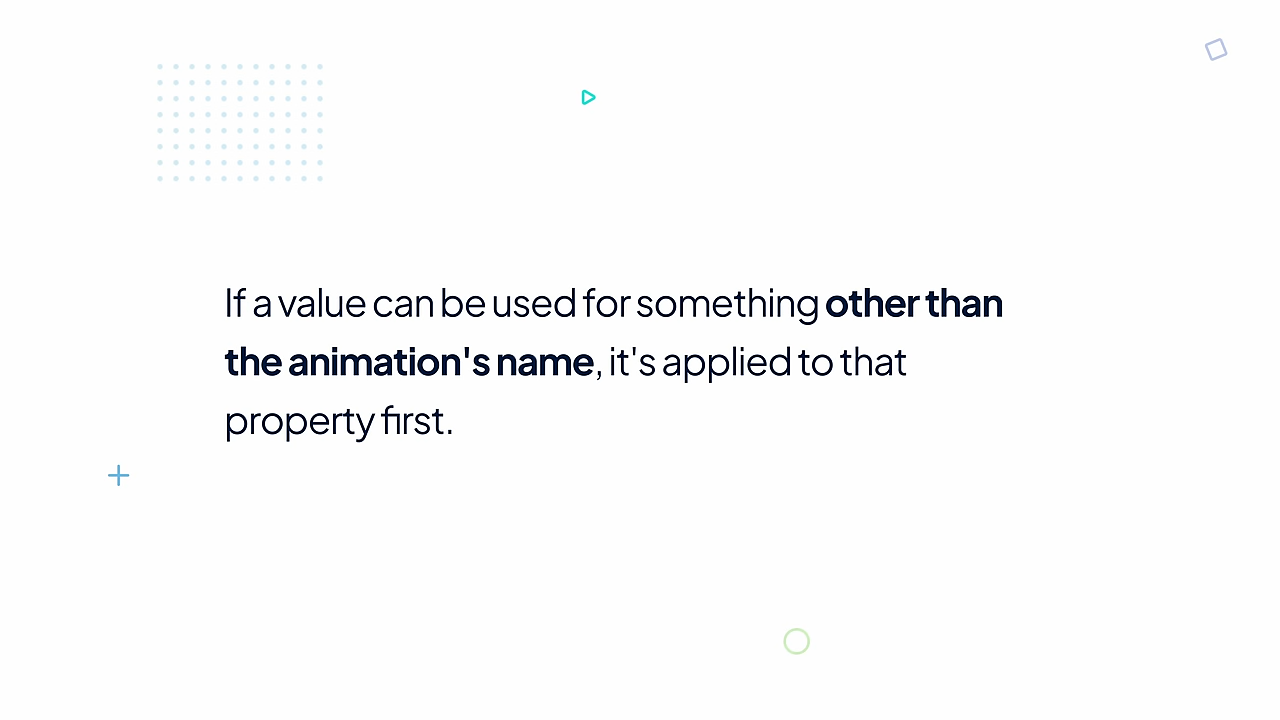 If a value can be used for something other than
the animation's name, it's applied to that
property first.